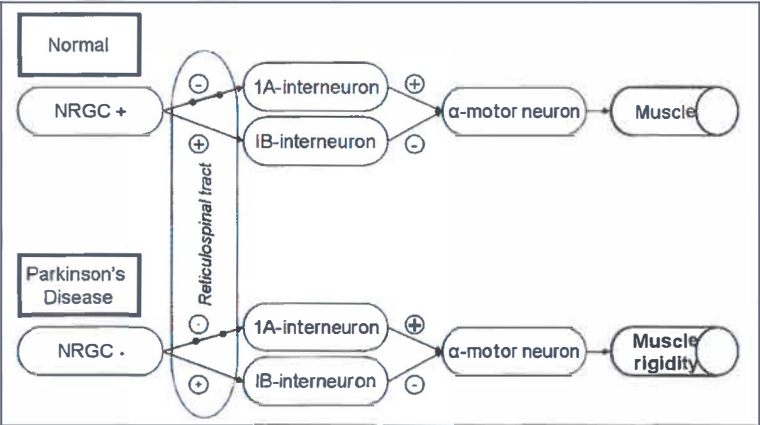 Normal
NRGC +
⊖
⊕
1A-interneuron
IB-interneuron
⊕
⊖
α-motor neuron
Muscle
Reticulospinal tract
Parkinson's
Disease
NRGC -
⊖
⊕
1A-interneuron
IB-interneuron
⊕
⊖
α-motor neuron
Muscle
rigidity